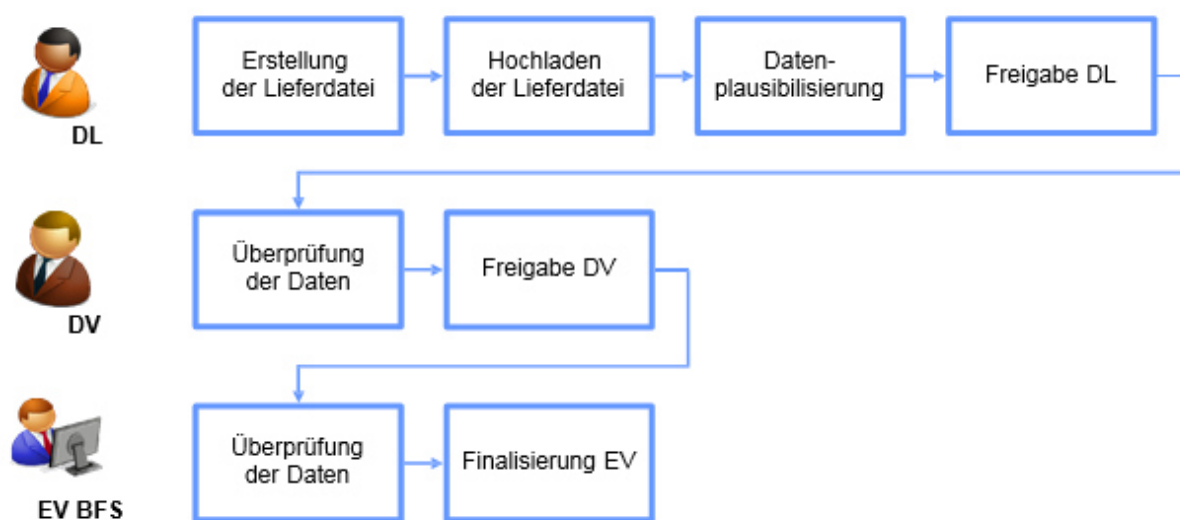 Erstellung
der Lieferdatei
Hochladen
der Lieferdatei
Daten-
plausibilisierung
Freigabe DL
DL
Überprüfung
der Daten
Freigabe DV
DV
Überprüfung
der Daten
Finalisierung EV
EV BFS